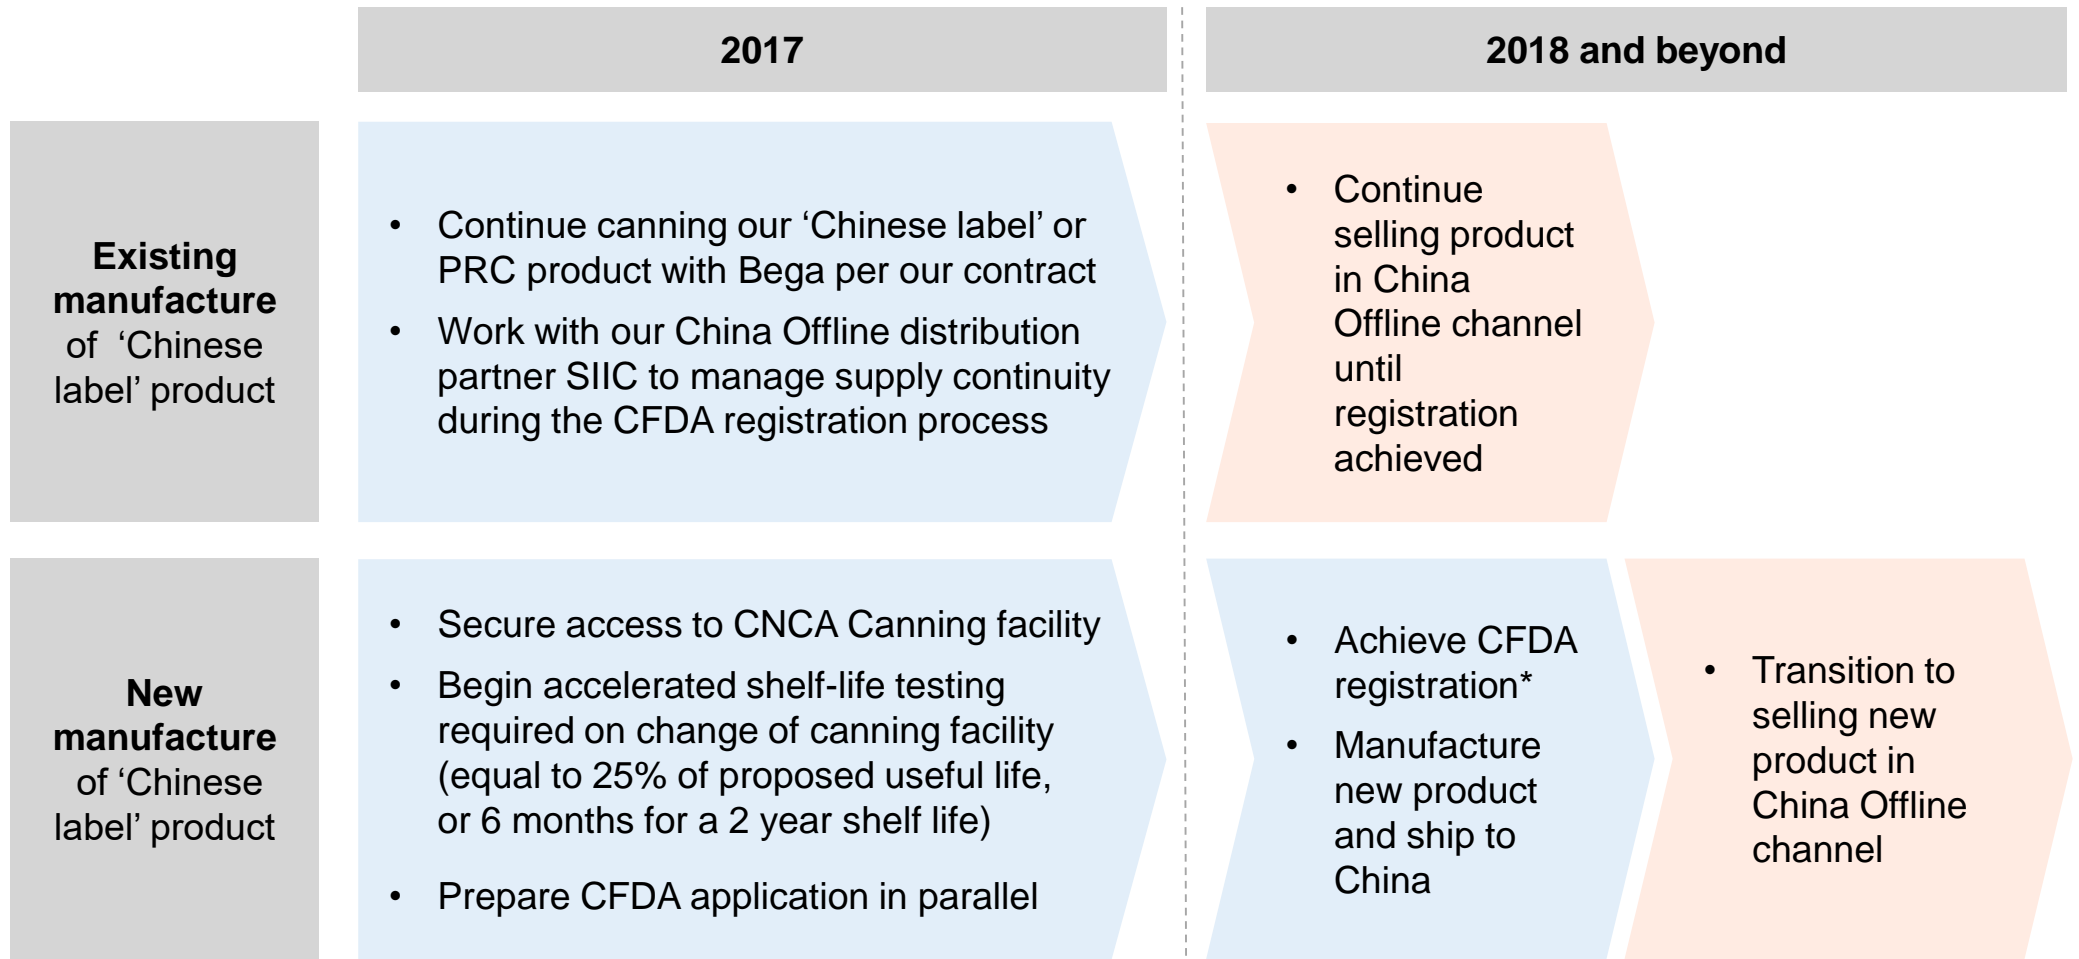 2017
2018 and beyond
Existing
manufacture
of ‘Chinese
label’ product
• Continue canning our ‘Chinese label’ or
PRC product with Bega per our contract
• Work with our China Offline distribution
partner SIIC to manage supply continuity
during the CFDA registration process
• Continue
selling product
in China
Offline channel
until
registration
achieved
New
manufacture
of ‘Chinese
label’ product
• Secure access to CNCA Canning facility
• Begin accelerated shelf-life testing
required on change of canning facility
(equal to 25% of proposed useful life,
or 6 months for a 2 year shelf life)
• Prepare CFDA application in parallel
• Achieve CFDA
registration*
• Manufacture
new product
and ship to
China
• Transition to
selling new
product in
China Offline
channel